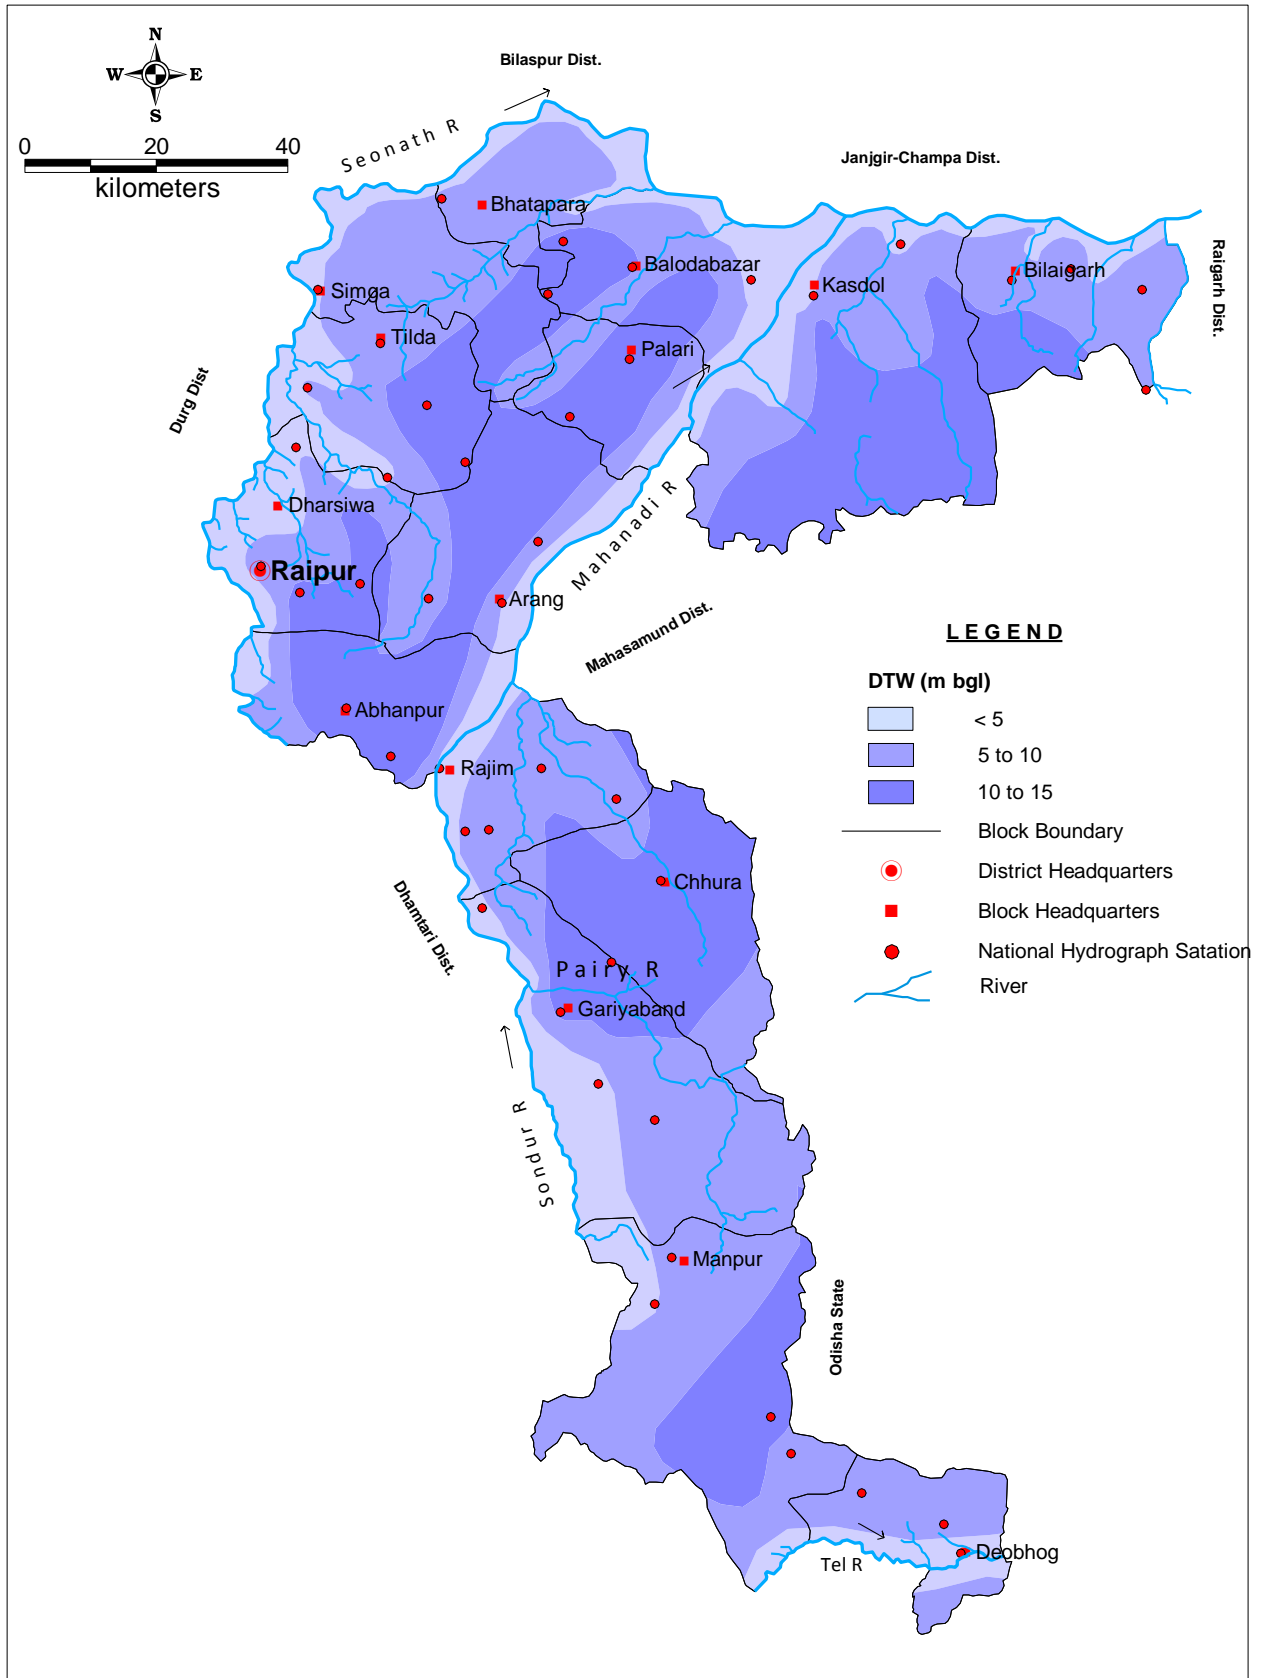 N
W E
S
Bilaspur Dist.
0 20 40
kilometers
Seonath R
Janjgir-Champa Dist.
Bhatapara
Raigarh Dist.
Balodabazar
Bilaigarh
Simga
Kasdol
Tilda
Palari
Durg Dist
Dharsiwa
Mahanadi R
Raipur
Arang
Mahasamund Dist.
LEGEND
DTW (m bgl)
< 5
5 to 10
10 to 15
Block Boundary
District Headquarters
Block Headquarters
National Hydrograph Satation
River
Abhanpur
Rajim
Chhura
Dhamtari Dist.
Pairy R
Gariyaband
Sondur R
Manpur
Odisha State
Deobhog
Tel R